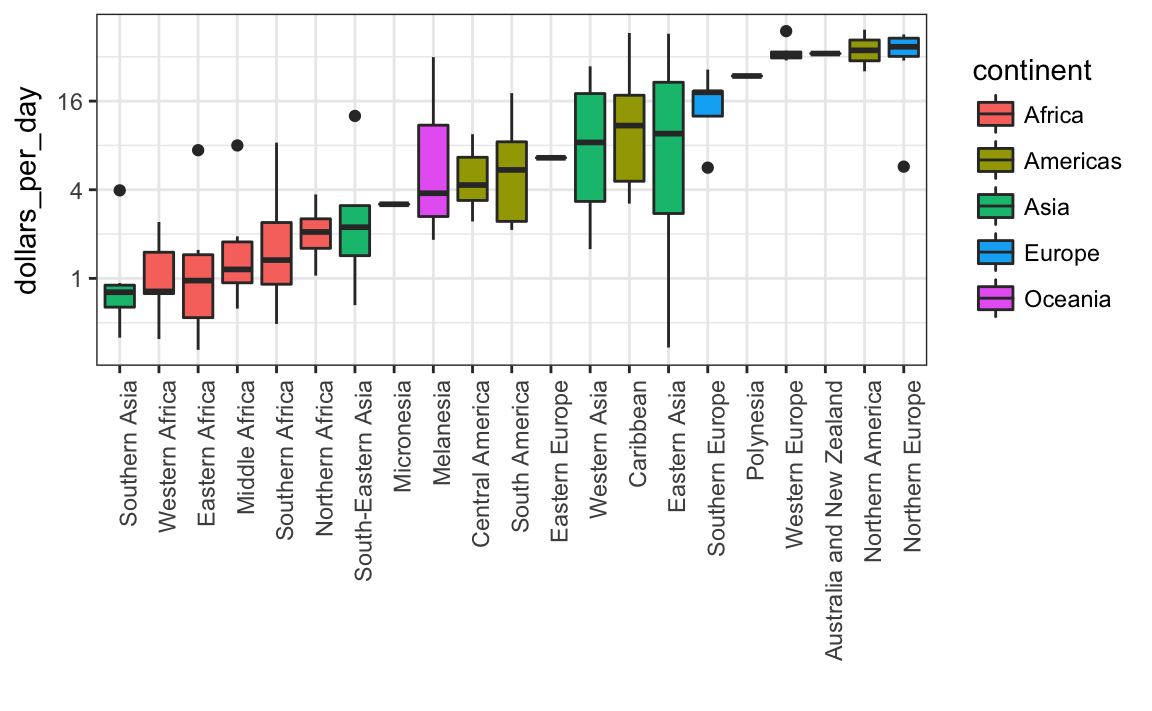 dollars_per_day
16
4
1
Southern Asia
Western Africa
Eastern Africa
Middle Africa
Southern Africa
Northern Africa
South-Eastern Asia
Micronesia
Melanesia
Central America
South America
Eastern Europe
Western Asia
Caribbean
Eastern Asia
Southern Europe
Polynesia
Western Europe
Australia and New Zealand
Northern America
Northern Europe
continent
Africa
Americas
Asia
Europe
Oceania